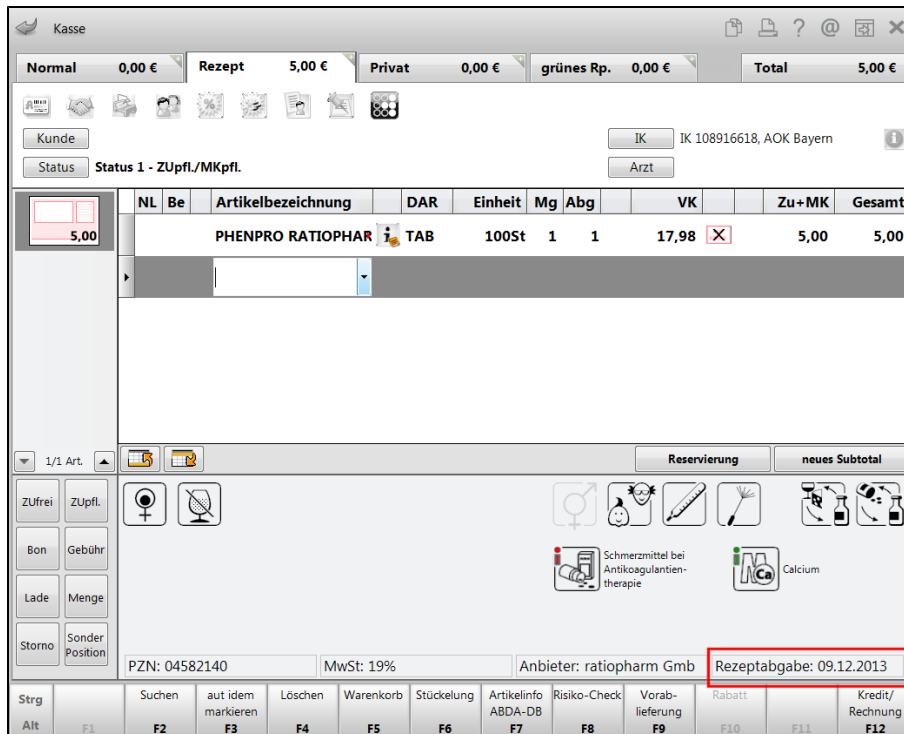 Kasse
Normal 0,00 € Rezept 5,00 € Privat 0,00 € grünes Rp. 0,00 € Total 5,00 €
Kunde IK IK 108916618, AOK Bayern
Status Status 1 - ZUpfl./MKpfl. Arzt
NL Be Artikelbezeichnung DAR Einheit Mg Abg VK Zu+MK Gesamt
5,00 PHENPRO RATIOPHAR TAB 100St 1 1 17,98 5,00 5,00
1/1 Art. Reservierung neues Subtotal
ZUfrei ZUpfl.
Bon Gebühr
Schmerzmittel bei
Antikoagulantien-
therapie
Ca Calcium
Lade Menge
Storno Sonder
Position
PZN: 04582140 MwSt: 19% Anbieter: ratiopharm Gmb Rezeptabgabe: 09.12.2013
Strg Suchen aut idem
markieren Löschen Warenkorb Stückelung Artikelinfo
ABDA-DB Risiko-Check Vorab-
lieferung Rabatt Kredit/
Rechnung
Alt F1 F2 F3 F4 F5 F6 F7 F8 F9 F10 F11 F12